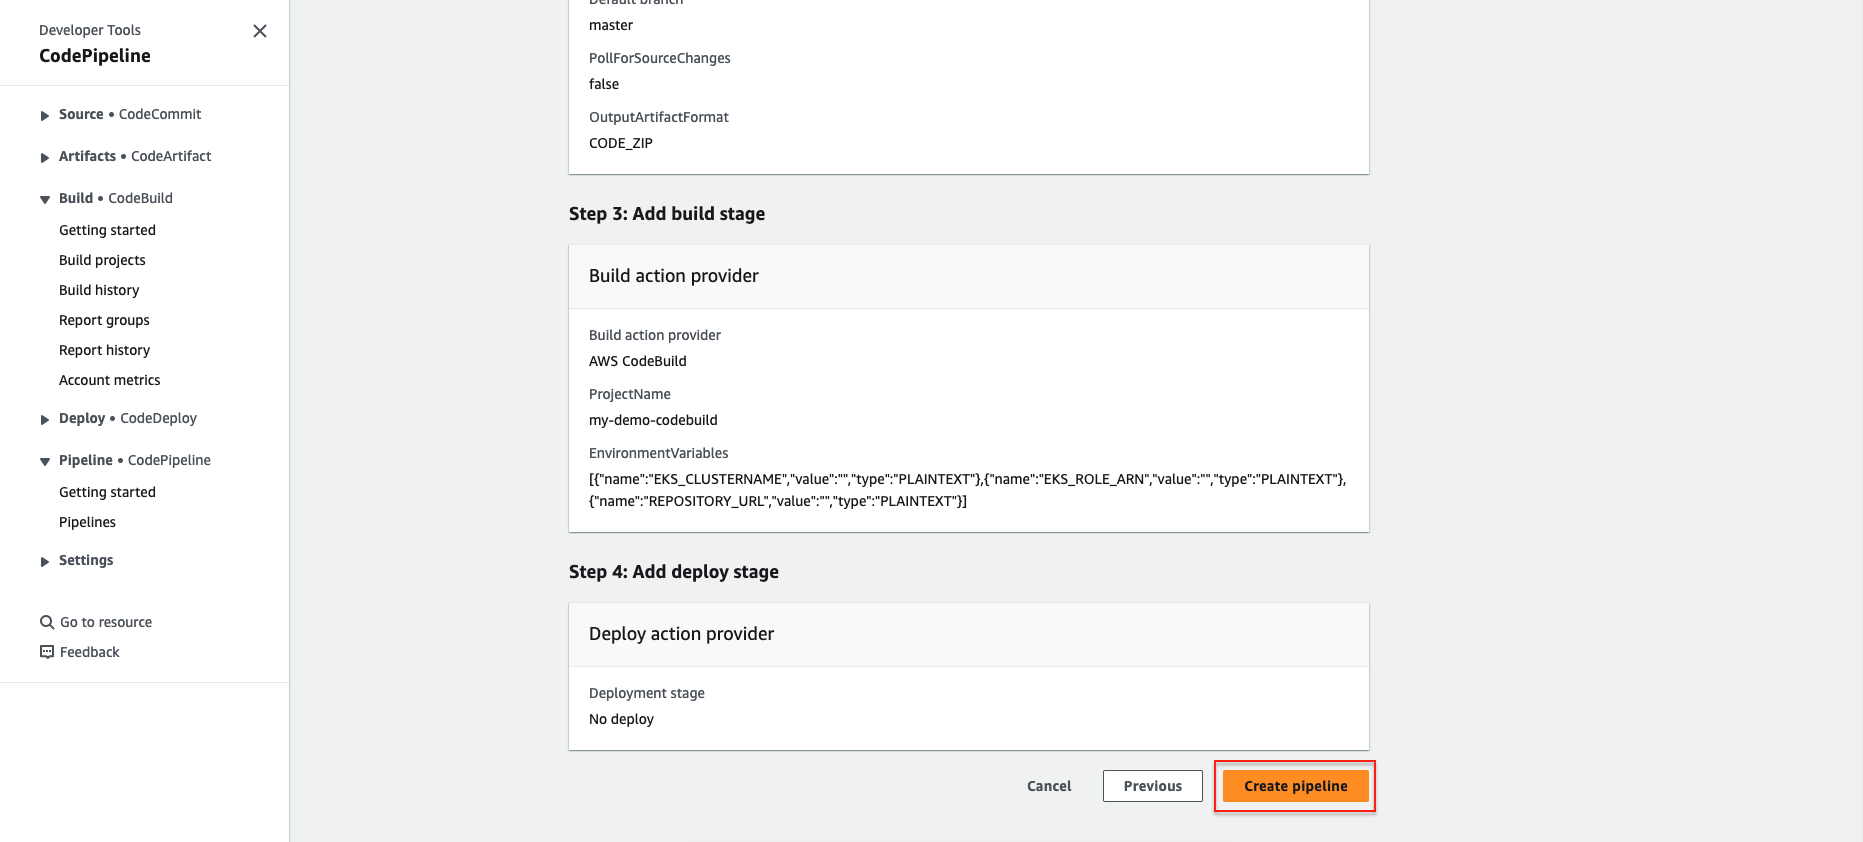 Developer Tools
CodePipeline
Source • CodeCommit
Artifacts • CodeArtifact
Build • CodeBuild
Getting started
Build projects
Build history
Report groups
Report history
Account metrics
Deploy • CodeDeploy
Pipeline • CodePipeline
Getting started
Pipelines
Settings
Go to resource
Feedback
Default branch
master
PollForSourceChanges
false
OutputArtifactFormat
CODE_ZIP
Step 3: Add build stage
Build action provider
Build action provider
AWS CodeBuild
ProjectName
my-demo-codebuild
EnvironmentVariables
[{"name":"EKS_CLUSTERNAME","value":"","type":"PLAINTEXT"},{"name":"EKS_ROLE_ARN","value":"","type":"PLAINTEXT"},
{"name":"REPOSITORY_URL","value":"","type":"PLAINTEXT"}]
Step 4: Add deploy stage
Deploy action provider
Deployment stage
No deploy
Cancel
Previous
Create pipeline